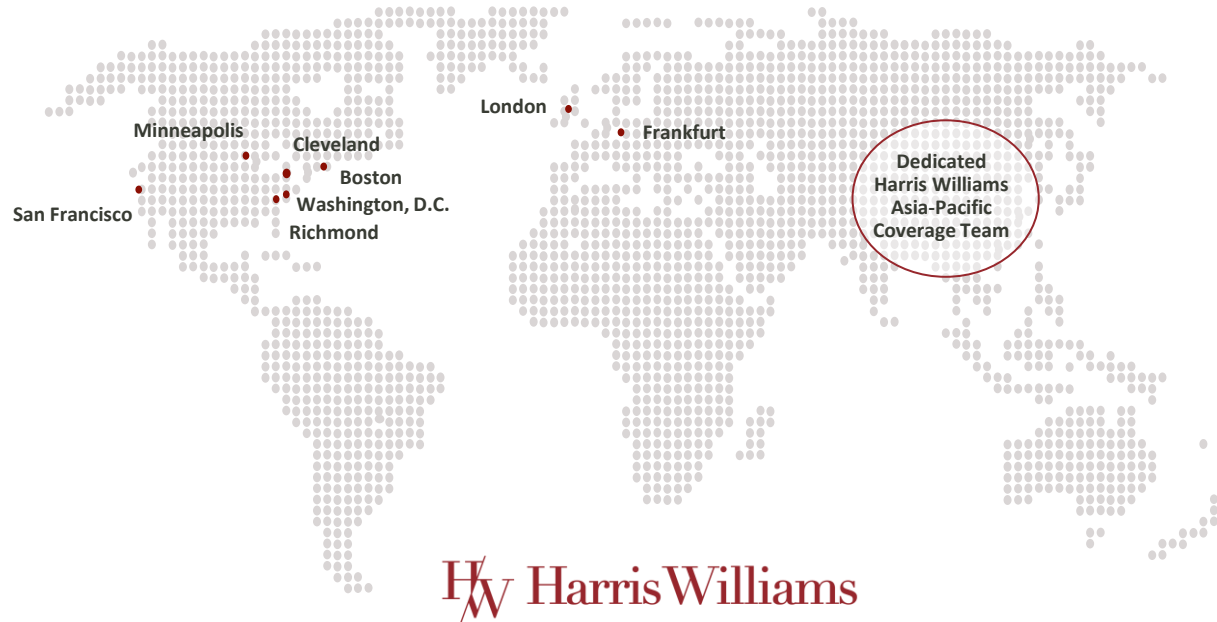 London
Minneapolis
Frankfurt
Cleveland
Boston
San Francisco
Washington, D.C.
Richmond
Dedicated
Harris Williams
Asia-Pacific
Coverage Team
HW Harris Williams